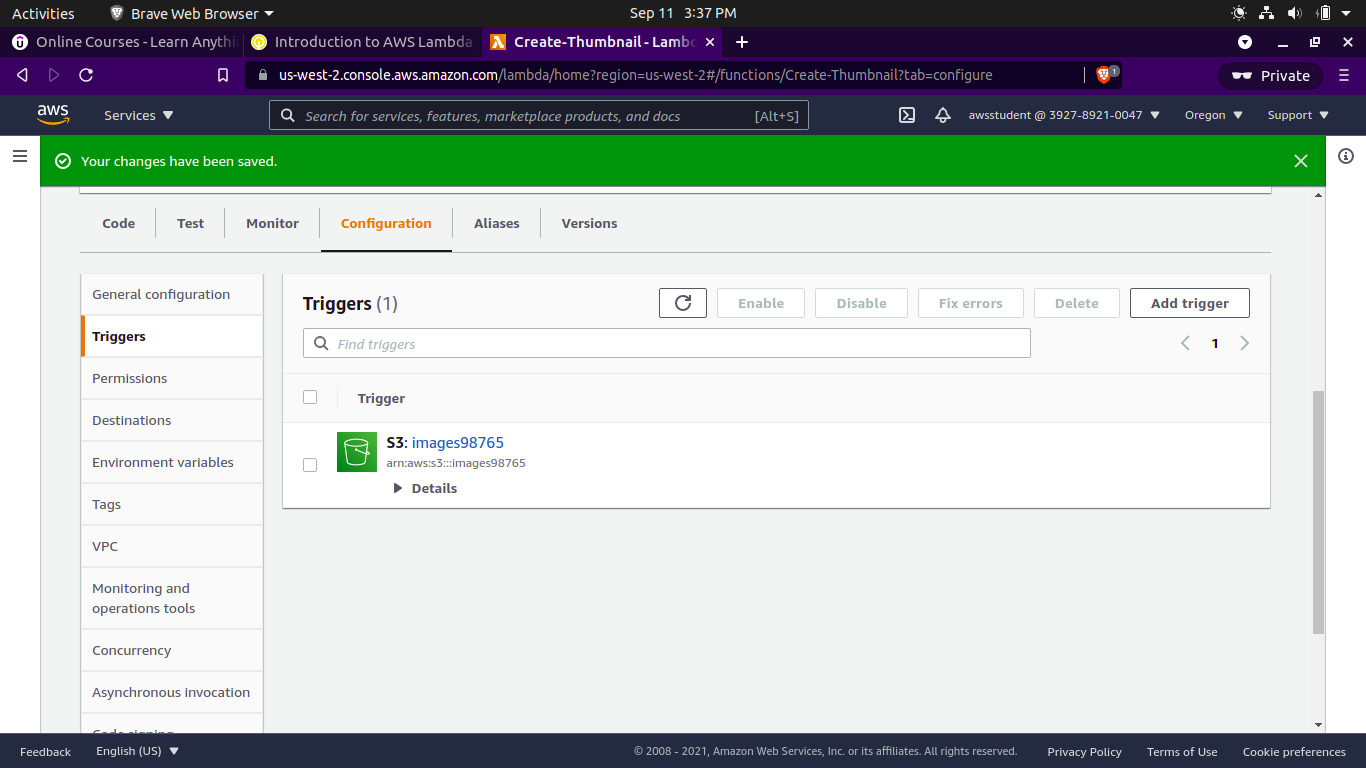 Activities Brave Web Browser Sep 11 3:37 PM
Online Courses - Learn Anythi Introduction to AWS Lambda Create-Thumbnail - Lamb
us-west-2.console.aws.amazon.com/lambda/home?region=us-west-2#/functions/Create-Thumbnail?tab=configure 1 Private
aws Services Search for services, features, marketplace products, and docs [Alt+S] awsstudent @ 3927-8921-0047 Oregon Support
Your changes have been saved.
Code Test Monitor Configuration Aliases Versions
General configuration
Triggers
Permissions
Destinations
Environment variables
Tags
VPC
Monitoring and
operations tools
Concurrency
Asynchronous invocation
Code signing
Triggers (1) Enable Disable Fix errors Delete Add trigger
Find triggers 1
Trigger
S3: images98765
arn:aws:s3:::images98765
Details
Feedback English (US) © 2008 - 2021, Amazon Web Services, Inc. or its affiliates. All rights reserved. Privacy Policy Terms of Use Cookie preferences